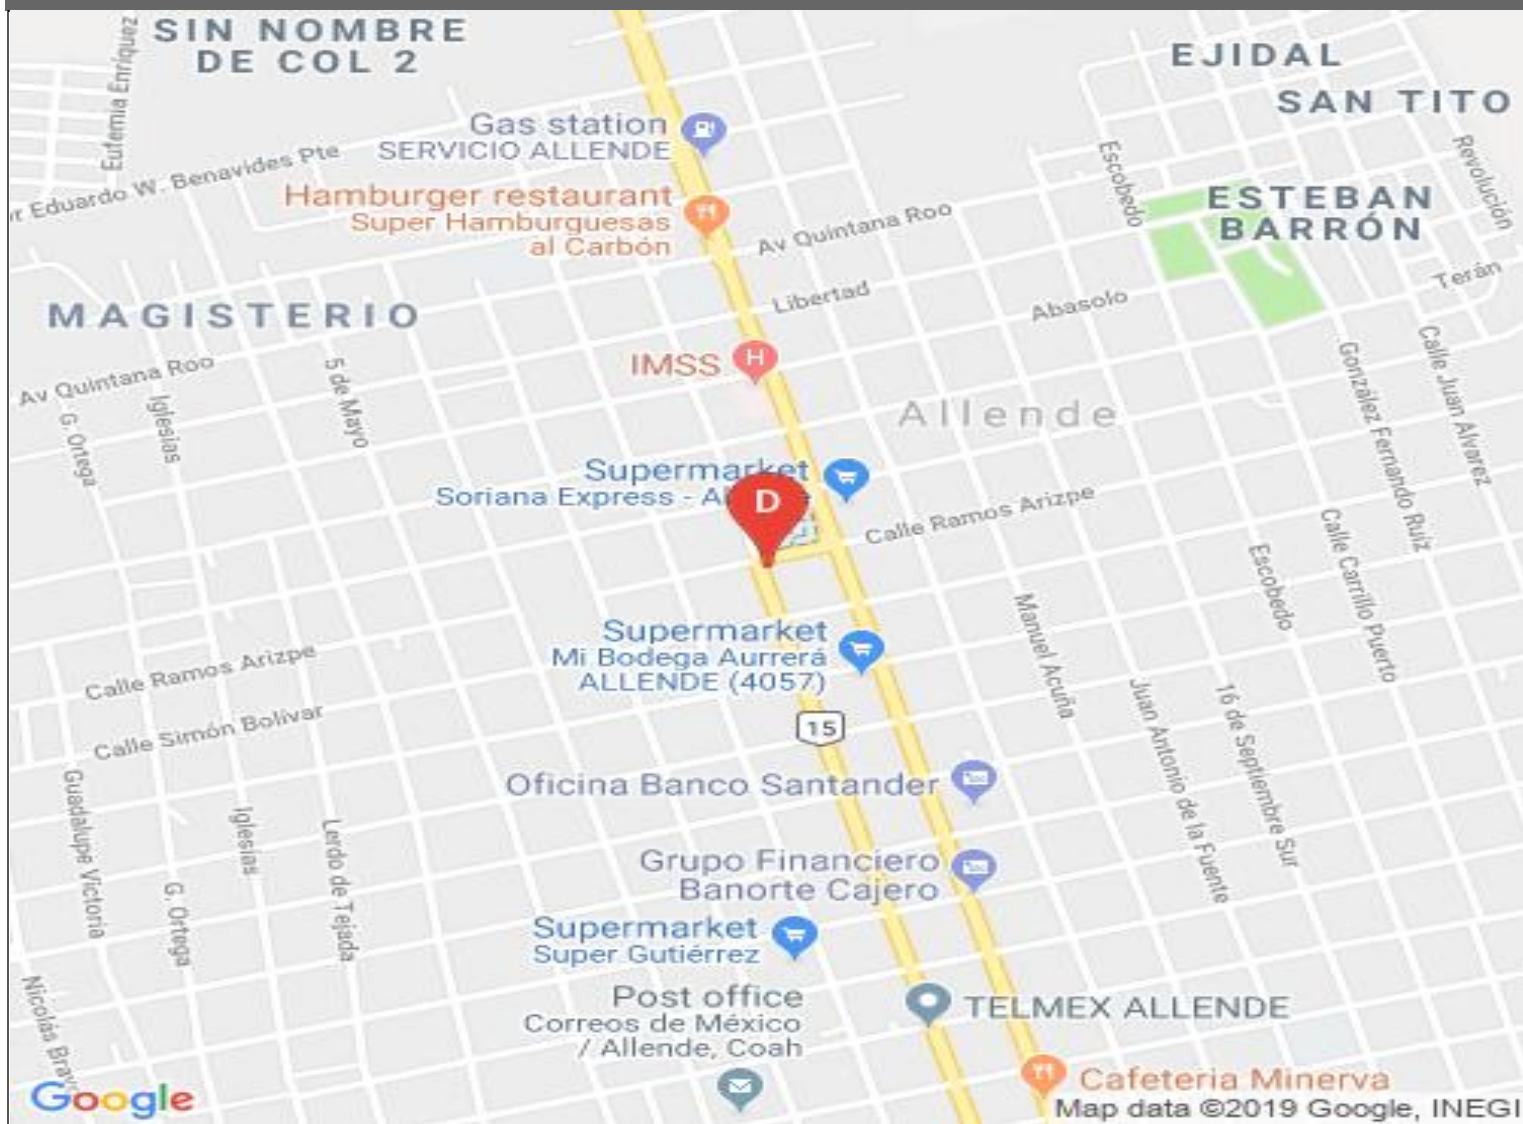 SIN NOMBRE
DE COL 2
EJIDAL
SAN TITO
Eufemia Enríquez
Gas station
SERVICIO ALLENDE
Escobedo
Revolución
r Eduardo W. Benavides Pte
Hamburger restaurant
Super Hamburguesas
al Carbón
ESTEBAN
BARRÓN
Av Quintana Roo
Libertad
Abasolo
Terán
MAGISTERIO
IMSS
Av Quintana Roo
5 de Mayo
Iglesias
G. Ortega
Allende
González Fernando Ruiz
Calle Juan Alvarez
Supermarket
Soriana Express -
D
Calle Ramos Arizpe
Calle Carrillo Puerto
Escobedo
Manuel Acuña
Supermarket
Mi Bodega Aurrerá
ALLENDE (4057)
Calle Ramos Arizpe
Calle Simón Bolívar
15
Juan Antonio de la Fuente
16 de Septiembre Sur
Oficina Banco Santander
Guadalupe Victoria
Iglesias
Lerdo de Tejada
G. Ortega
Grupo Financiero
Banorte Cajero
Supermarket
Super Gutiérrez
Nicolás Bravo
Post office
Correos de México
/ Allende, Coah
TELMEX ALLENDE
Cafeteria Minerva
Google
Map data ©2019 Google, INEGI